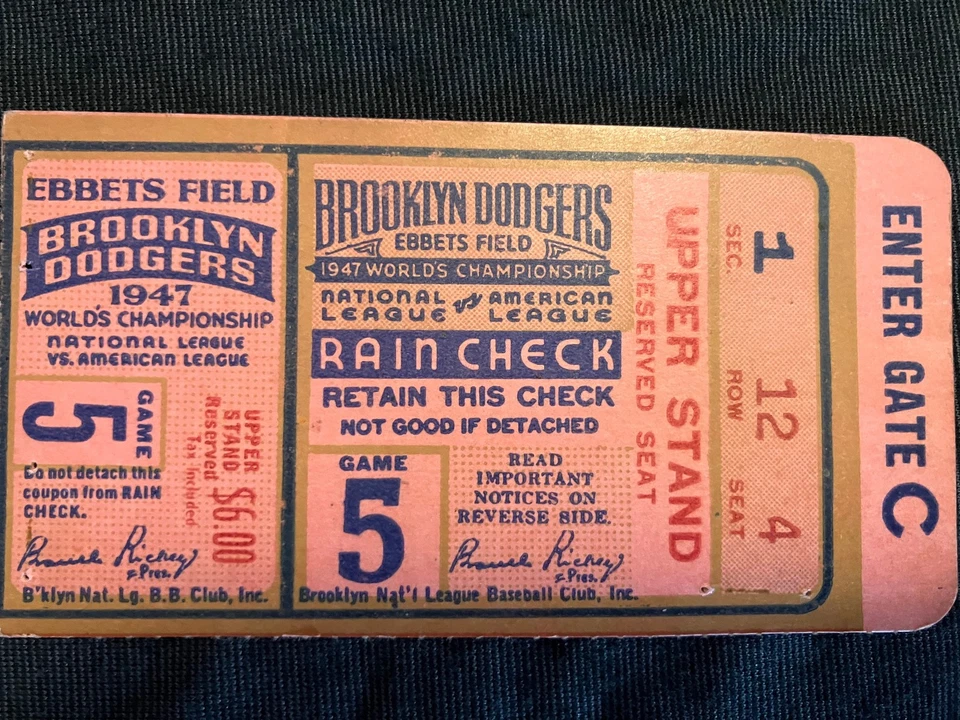 EBBETS FIELD
BROOKLYN
DODGERS
1947
WORLD'S CHAMPIONSHIP
NATIONAL LEAGUE
VS. AMERICAN LEAGUE
GAME
5
UPPER
STAND
Reserved
Tax Included
$6.00
Do not detach this
coupon from RAIN
CHECK.
Branch Rickey
Pres.
B'klyn Nat. Lg. B.B. Club, Inc.
BROOKLYN DODGERS
EBBETS FIELD
1947 WORLD'S CHAMPIONSHIP
NATIONAL vs AMERICAN
LEAGUE LEAGUE
RAIN CHECK
RETAIN THIS CHECK
NOT GOOD IF DETACHED
GAME
5
READ
IMPORTANT
NOTICES ON
REVERSE SIDE.
Branch Rickey
Pres.
Brooklyn Nat'l League Baseball Club, Inc.
UPPER STAND
RESERVED SEAT
1 12 4
SEC. ROW SEAT
ENTER GATE C